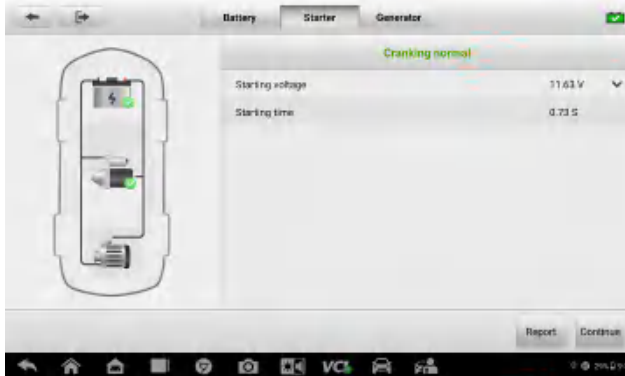 Battery Starter Generator
Cranking normal
Starting voltage 11.63 V
Starting time 0.73 S
Report Continue
VCI